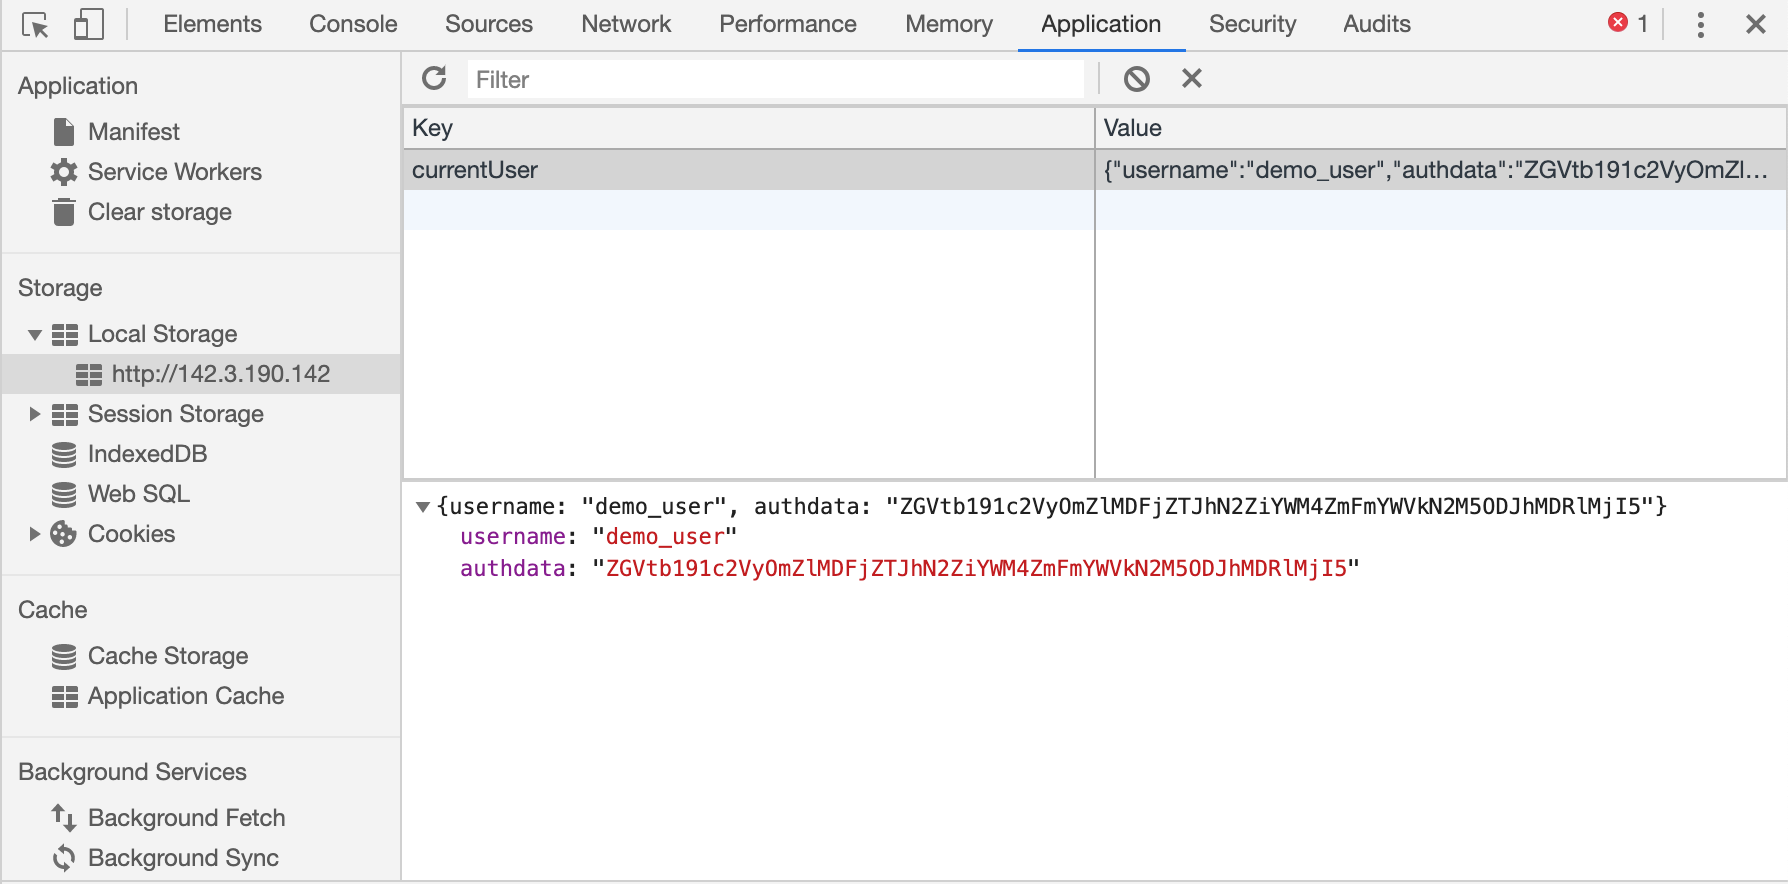 Elements Console Sources Network Performance Memory Application Security Audits 1
Application
Manifest
Service Workers
Clear storage
Storage
Local Storage
http://142.3.190.142
Session Storage
IndexedDB
Web SQL
Cookies
Cache
Cache Storage
Application Cache
Background Services
Background Fetch
Background Sync
Filter
Key Value
currentUser {"username":"demo_user","authdata":"ZGVtb191c2VyOmZl…
{username: "demo_user", authdata: "ZGVtb191c2VyOmZlMDFjZTJhN2ZiYWM4ZmFmYWVkN2M5ODJhMDRlMjI5"}
username: "demo_user"
authdata: "ZGVtb191c2VyOmZlMDFjZTJhN2ZiYWM4ZmFmYWVkN2M5ODJhMDRlMjI5"